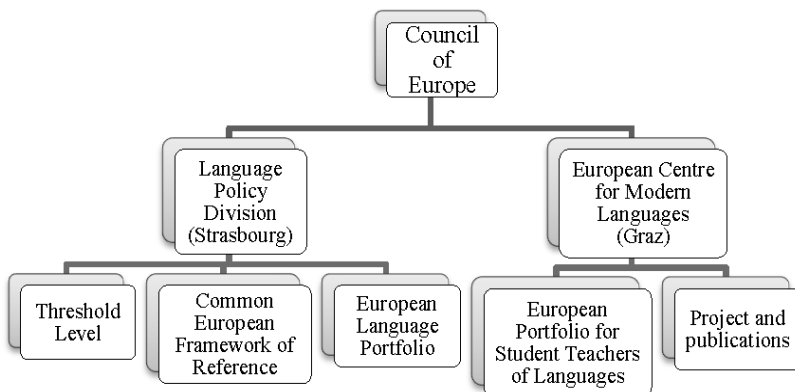 Council
of
Europe
Language
Policy
Division
(Strasbourg)
European Centre
for Modern
Languages
(Graz)
Threshold
Level
Common
European
Framework of
Reference
European
Language
Portfolio
European
Portfolio for
Student Teachers
of Languages
Project and
publications